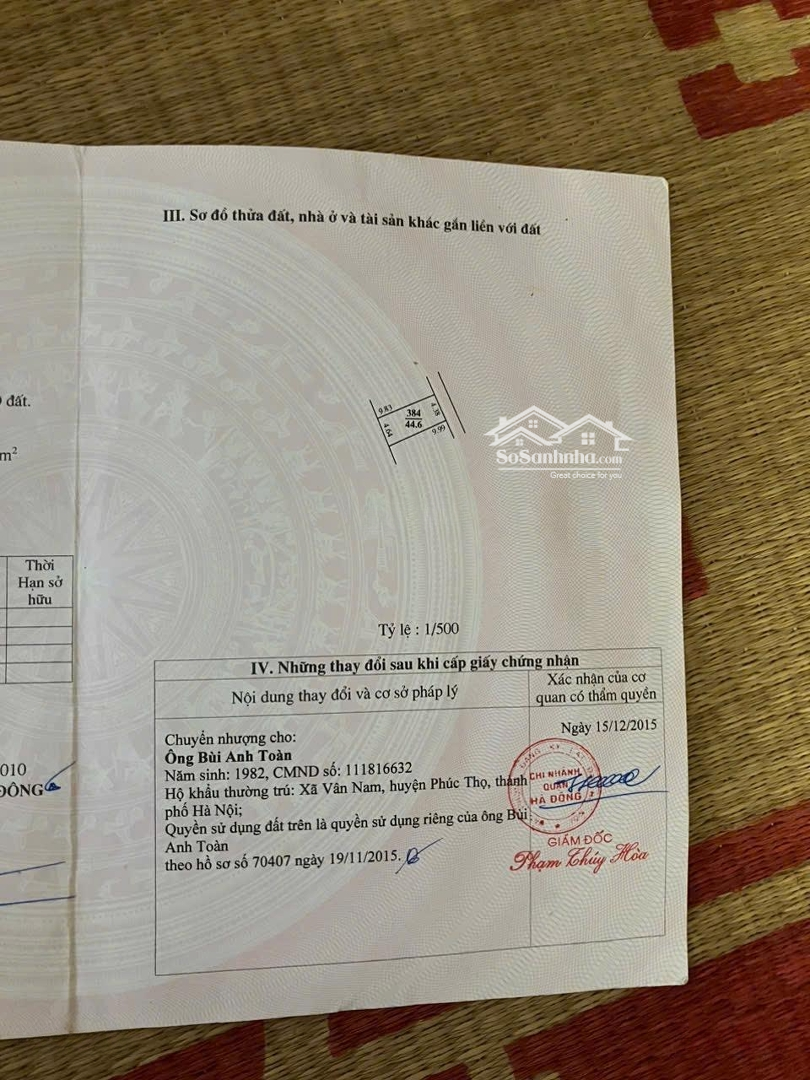 III. Sơ đồ thửa đất, nhà ở và tài sản khác gắn liền với đất
đất.
m²
9.83
384
44.6
4.38
4.64
9.99
SoSanhnha.com
Great choice for you
Thời
Hạn sở
hữu
Tỷ lệ : 1/500
IV. Những thay đổi sau khi cấp giấy chứng nhận
Nội dung thay đổi và cơ sở pháp lý
Xác nhận của cơ
quan có thẩm quyền
010
ĐÔNG
Chuyển nhượng cho:
Ông Bùi Anh Toàn
Năm sinh: 1982, CMND số: 111816632
Hộ khẩu thường trú: Xã Vân Nam, huyện Phúc Thọ, thành
phố Hà Nội;
Quyền sử dụng đất trên là quyền sử dụng riêng của ông Bùi
Anh Toàn
theo hồ sơ số 70407 ngày 19/11/2015.
Ngày 15/12/2015
CHI NHÁNH
QUẬN
HÀ ĐÔNG
GIÁM ĐỐC
Phạm Thúy Hòa